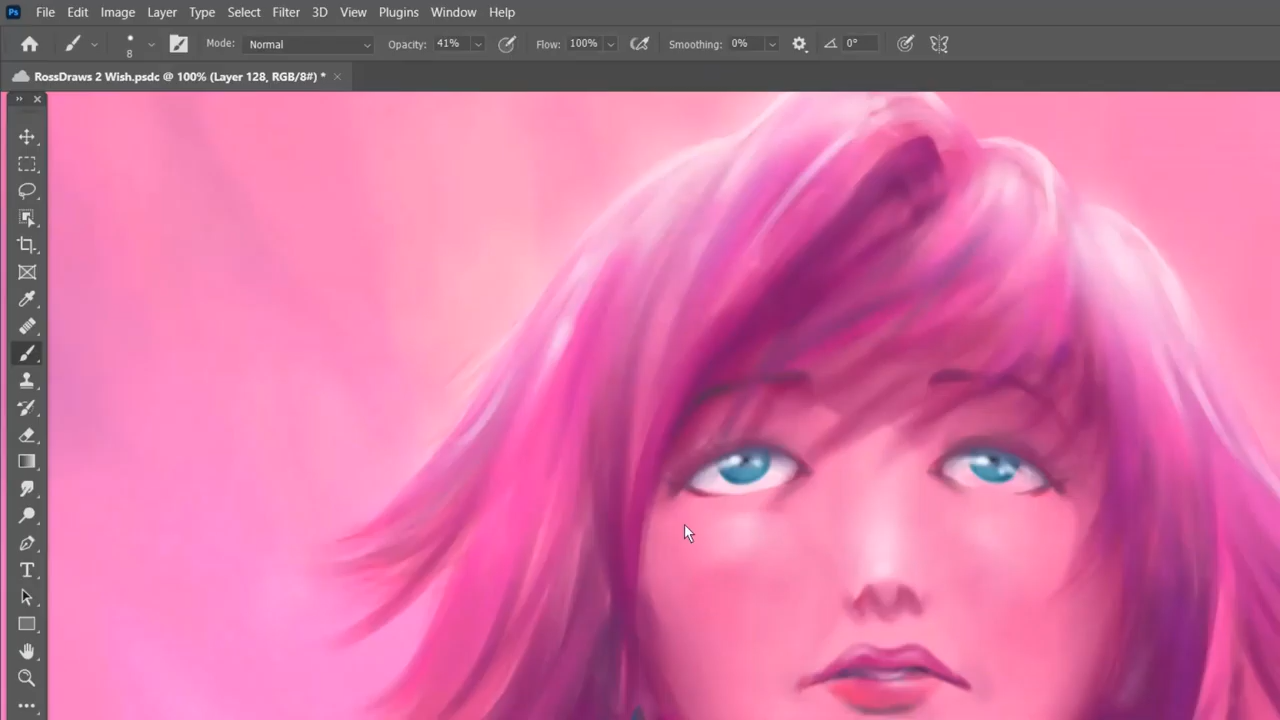 Ps File Edit Image Layer Type Select Filter 3D View Plugins Window Help
8 Mode: Normal Opacity: 41% Flow: 100% Smoothing: 0% 0°
RossDraws 2 Wish.psdc @ 100% (Layer 128, RGB/8#) *